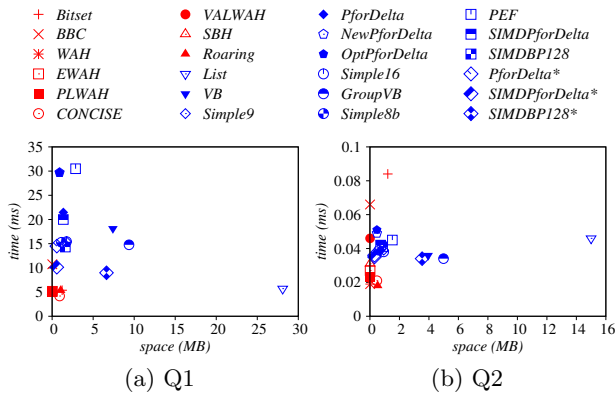 Bitset VALWAH PforDelta PEF
BBC SBH NewPforDelta SIMDPforDelta
WAH Roaring OptPforDelta SIMDBP128
EWAH List Simple16 PforDelta*
PLWAH VB GroupVB SIMDPforDelta*
CONCISE Simple9 Simple8b SIMDBP128*
35
30
25
20
15
10
5
0
time (ms)
0 5 10 15 20 25 30
space (MB)
(a) Q1
0.1
0.08
0.06
0.04
0.02
0
time (ms)
0 2 4 6 8 10 12 14 16
space (MB)
(b) Q2